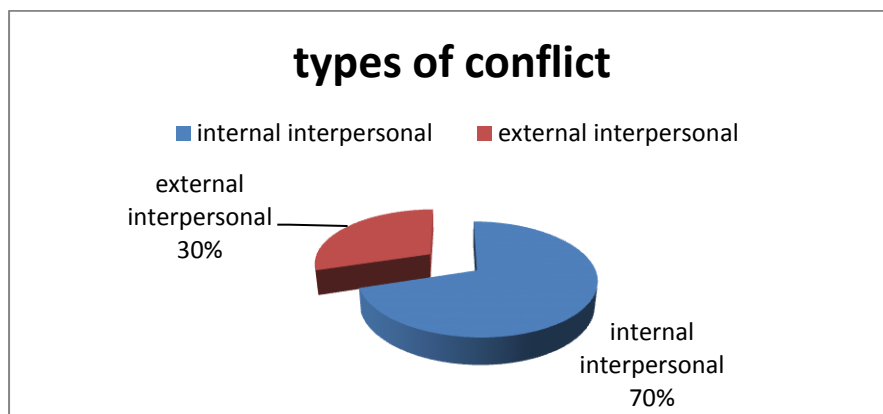 types of conflict
internal interpersonal external interpersonal
external
interpersonal
30%
internal
interpersonal
70%